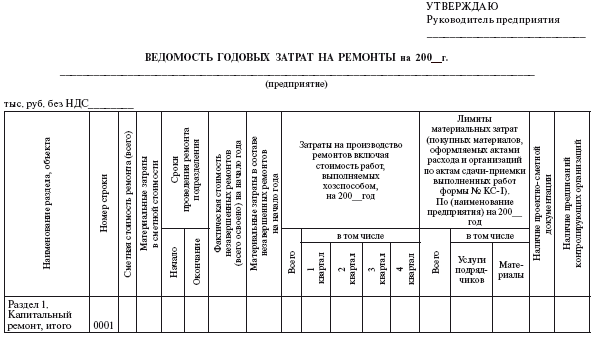 УТВЕРЖДАЮ
Руководитель предприятия
ВЕДОМОСТЬ ГОДОВЫХ ЗАТРАТ НА РЕМОНТЫ на 200__г.
(предприятие)
тыс, руб, без НДС________
Наименование раздела, объекта
Номер строки
Сметная стоимость ремонта (всего)
Материальные затраты
в сметной стоимости
Сроки
проведения ремонта
подразделении
Начало
Окончание
Фактическая стоимость
незавершенных ремонтов
(всего освоено) на начало года
Материальные затраты в составе
незавершенных ремонтов
на начало года
Затраты на производство
ремонтов включая
стоимость работ,
выполняемых
хозспособом,
на 200__год
Всего
в том числе
1
квартал
2
квартал
3
квартал
4
квартал
Лимиты
материальных затрат
(покупных материалов,
оформляемых актами
расхода и организаций
по актам сдачи-приемки
выполненных работ
формы № КС-1).
По (наименование
предприятия) на 200__
год
Всего
в том числе
Услуги
подряд-
чиков
Мате-
риалы
Наличие проектно-сметной
документации
Наличие предписаний
контролирующих организаций
Раздел 1,
Капитальный
ремонт, итого
0001